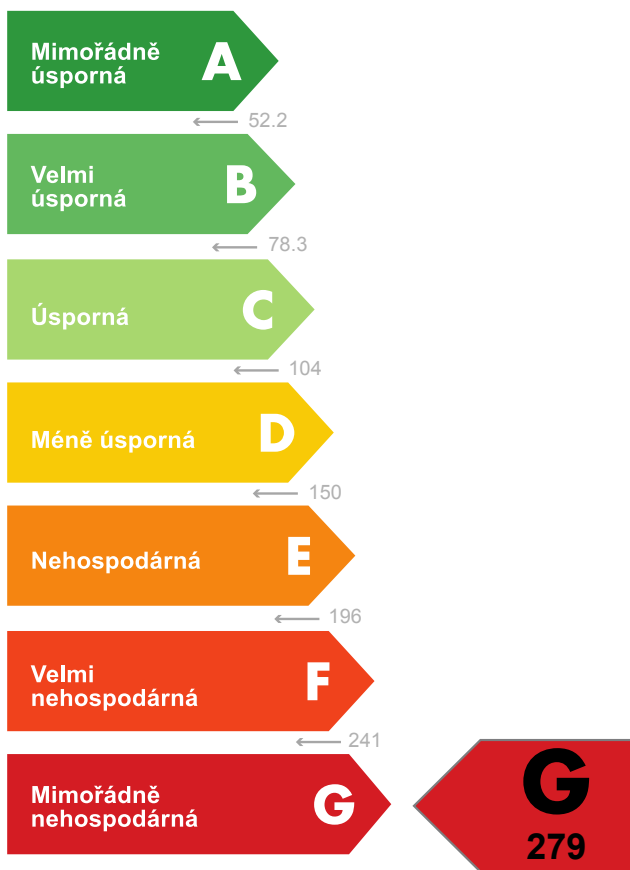 Mimořádně
úsporná
A
← 52.2
Velmi
úsporná
B
← 78.3
Úsporná
C
← 104
Méně úsporná
D
← 150
Nehospodárná
E
← 196
Velmi
nehospodárná
F
← 241
Mimořádně
nehospodárná
G
G
279